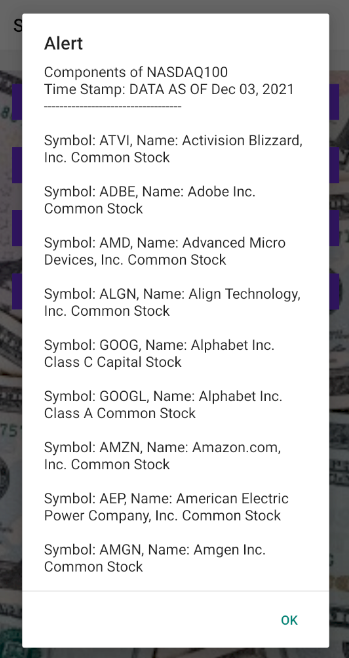 S
Alert
Components of NASDAQ100
Time Stamp: DATA AS OF Dec 03, 2021
-----------------------------------
Symbol: ATVI, Name: Activision Blizzard,
Inc. Common Stock
Symbol: ADBE, Name: Adobe Inc.
Common Stock
Symbol: AMD, Name: Advanced Micro
Devices, Inc. Common Stock
Symbol: ALGN, Name: Align Technology,
Inc. Common Stock
Symbol: GOOG, Name: Alphabet Inc.
Class C Capital Stock
Symbol: GOOGL, Name: Alphabet Inc.
Class A Common Stock
Symbol: AMZN, Name: Amazon.com,
Inc. Common Stock
Symbol: AEP, Name: American Electric
Power Company, Inc. Common Stock
Symbol: AMGN, Name: Amgen Inc.
Common Stock
OK